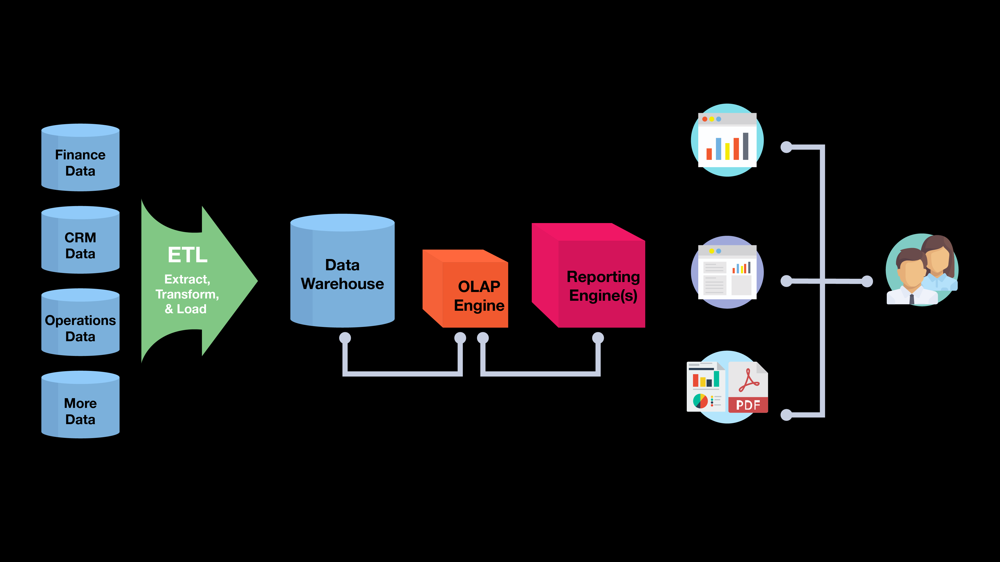 Finance
Data
CRM
Data
Operations
Data
More
Data
ETL
Extract,
Transform,
& Load
Data
Warehouse
OLAP
Engine
Reporting
Engine(s)
PDF